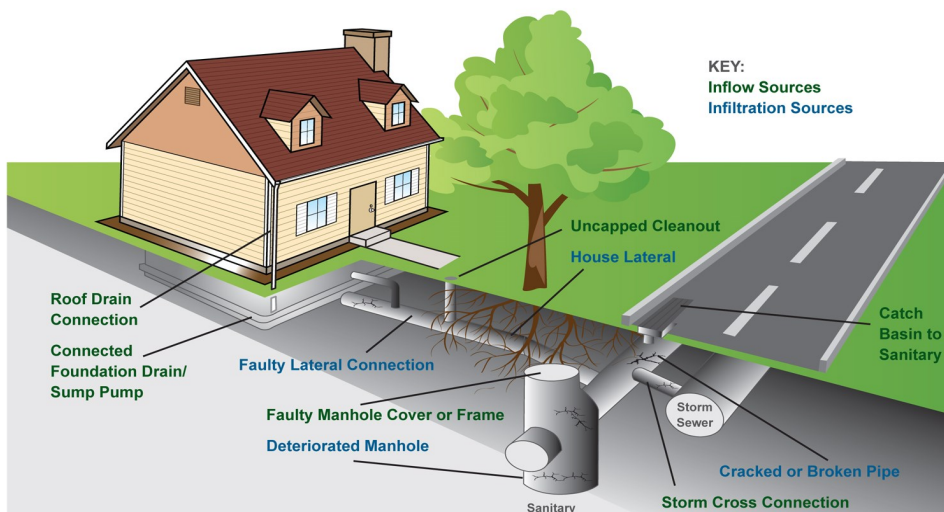 KEY:
Inflow Sources
Infiltration Sources
Uncapped Cleanout
House Lateral
Roof Drain
Connection
Catch
Basin to
Sanitary
Connected
Foundation Drain/
Sump Pump
Faulty Lateral Connection
Faulty Manhole Cover or Frame
Storm
Sewer
Deteriorated Manhole
Cracked or Broken Pipe
Storm Cross Connection
Sanitary